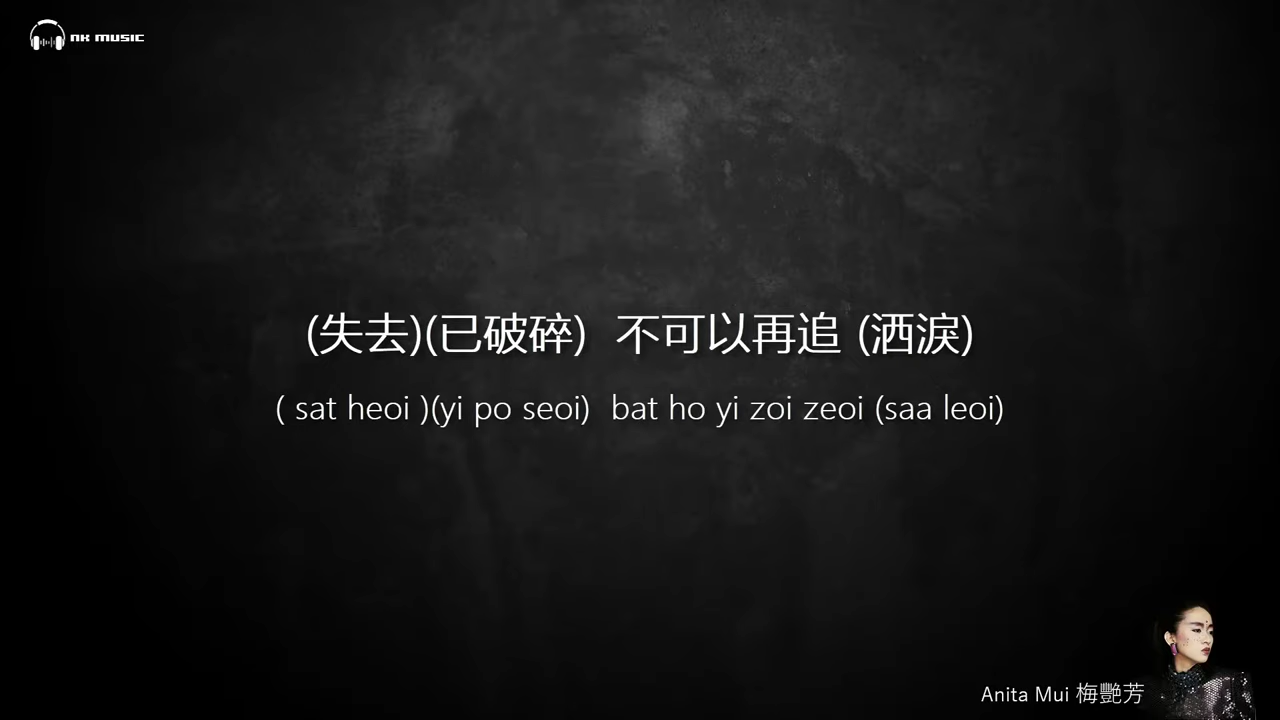 NK MUSIC
(失去)(已破碎) 不可以再追 (洒淚)
( sat heoi )(yi po seoi) bat ho yi zoi zeoi (saa leoi)
Anita Mui 梅艷芳